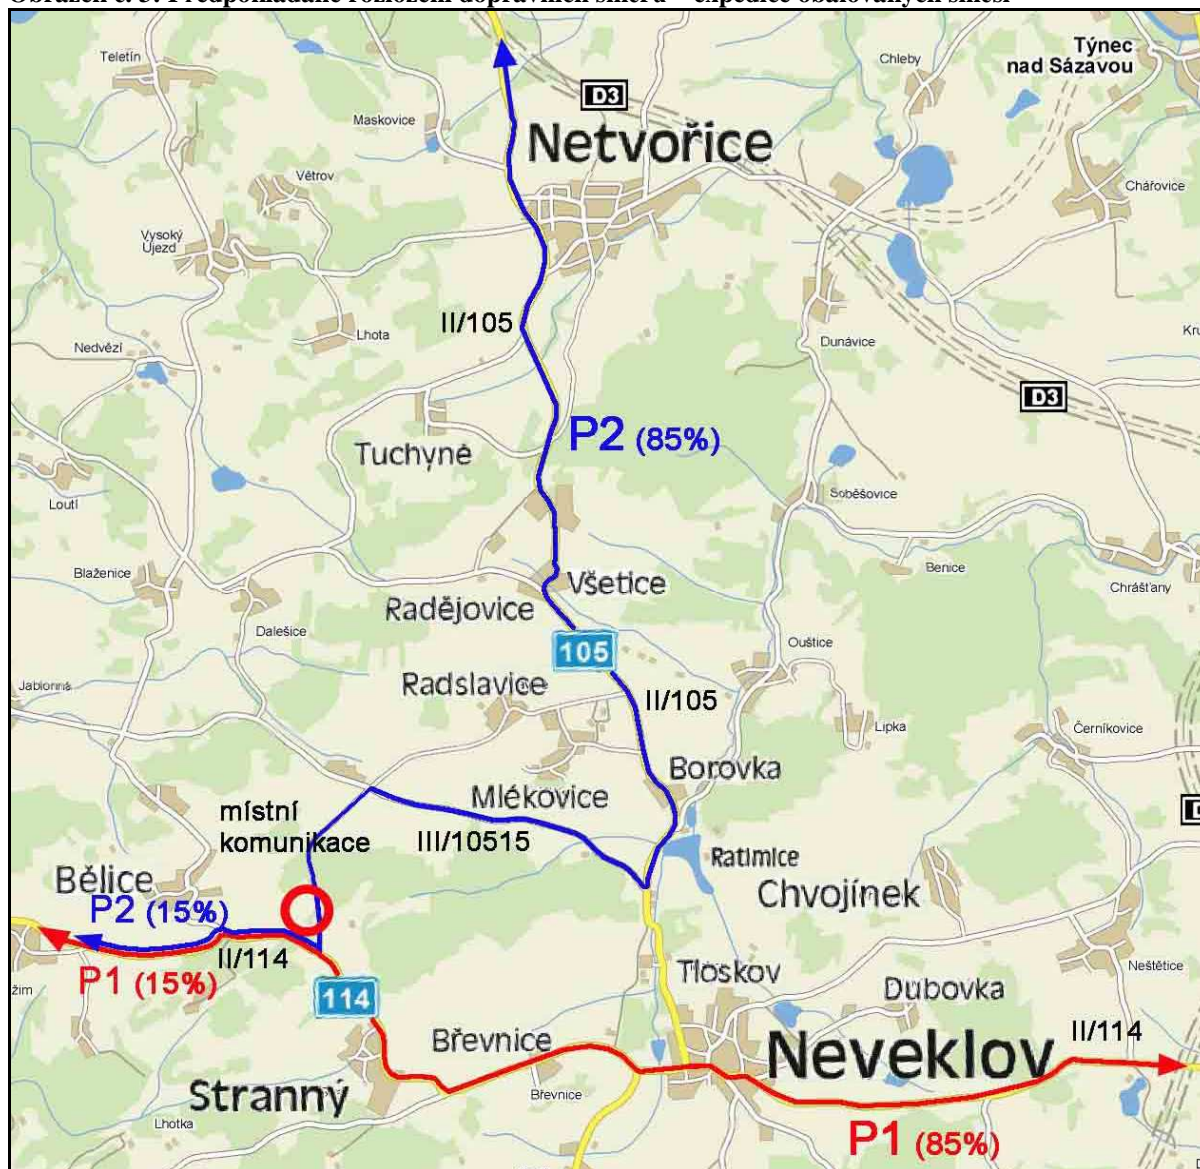 Týnec
nad Sázavou
Teletín
Chleby
D3
Maskovice
Netvořice
Větrov
Chářovice
Vysoký
Újezd
II/105
Lhota
Nedvězí
Dunávice
D3
P2 (85%)
Tuchyně
Loutí
Soběšovice
Benice
Blaženice
Všetice
Chrášťany
Radějovice
Dalešice
105
Ouštice
Radslavice
Jablonná
II/105
Lipka
Černíkovice
Borovka
Mlékovice
místní
komunikace
III/10515
Ratimice
Bělice
Chvojínek
P2 (15%)
II/114
P1 (15%)
Tloskov
Neštětice
Dubovka
žim
114
II/114
Břevnice
Neveklov
Stranný
Břevnice
Lhotka
P1 (85%)